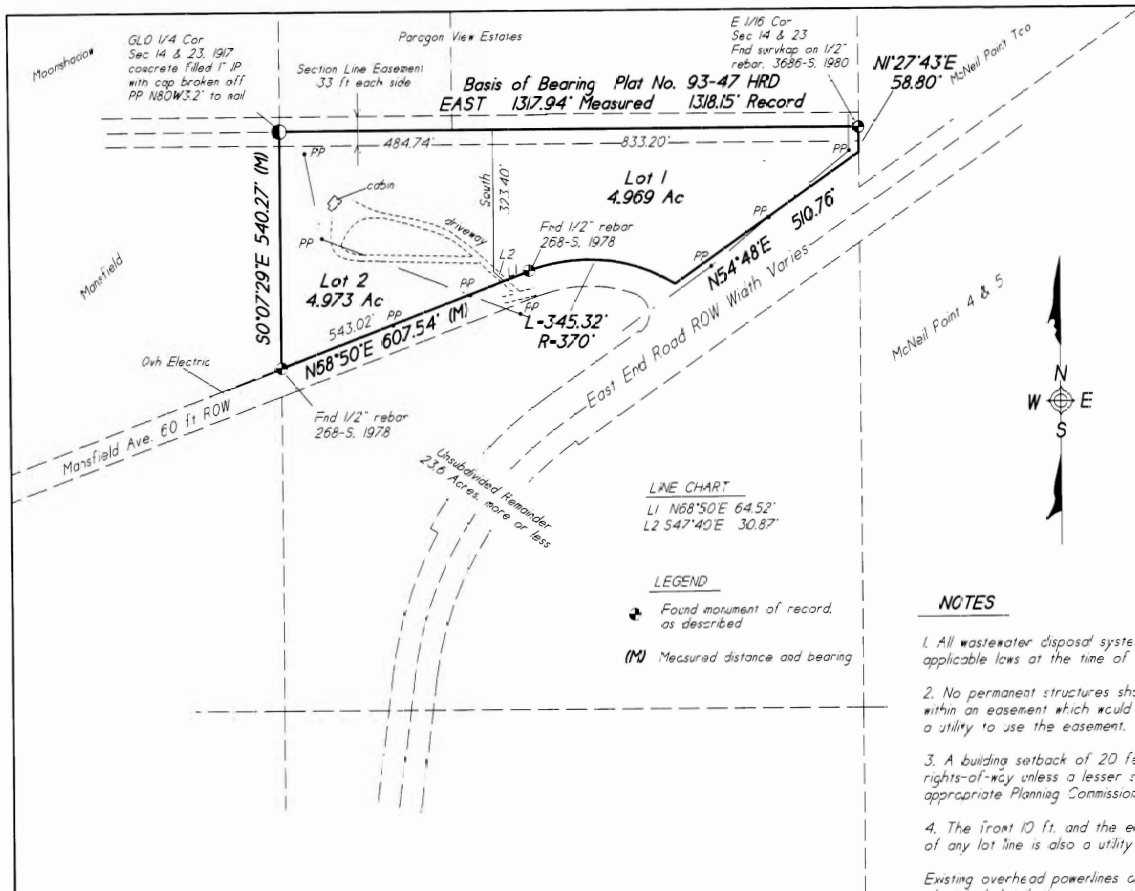 Moonshadow
GLO 1/4 Cor
Sec 14 & 23, 1917
concrete filled 1" IP
with cap broken off
PP N80W3.2' to nail
Paragon View Estates
Section Line Easement
33 ft each side
E 1/16 Cor
Sec 14 & 23
Fnd survkap on 1/2"
rebar, 3686-S, 1980
N1°27'43"E
58.80'
McNeil Point Tco
Basis of Bearing Plat No. 93-47 HRD
EAST 1317.94' Measured 1318.15' Record
484.74'
833.20'
PP
PP
S0°07'29"E 540.27' (M)
cabin
South
323.40'
Lot 1
4.969 Ac
PP
driveway
PP
L2
Fnd 1/2" rebar
268-S, 1978
N54°48'E 510.76'
Mansfield
Lot 2
4.973 Ac
PP
PP
L1
L=345.32'
R=370'
543.02'
N68°50'E 607.54' (M)
East End Road ROW Width Varies
McNeil Point 4 & 5
Ovh Electric
Mansfield Ave. 60 ft ROW
Fnd 1/2" rebar
268-S, 1978
N
W E
S
Unsubdivided Remainder
23.6 Acres, more or less
LINE CHART
L1 N68°50'E 64.52'
L2 S47°40'E 30.87'
LEGEND
Found monument of record,
as described
(M) Measured distance and bearing
NOTES
1. All wastewater disposal syste
applicable laws at the time of
2. No permanent structures sh
within an easement which would
a utility to use the easement.
3. A building setback of 20 fe
rights-of-way unless a lesser s
appropriate Planning Commission
4. The front 10 ft. and the e
of any lot line is also a utility
Existing overhead powerlines